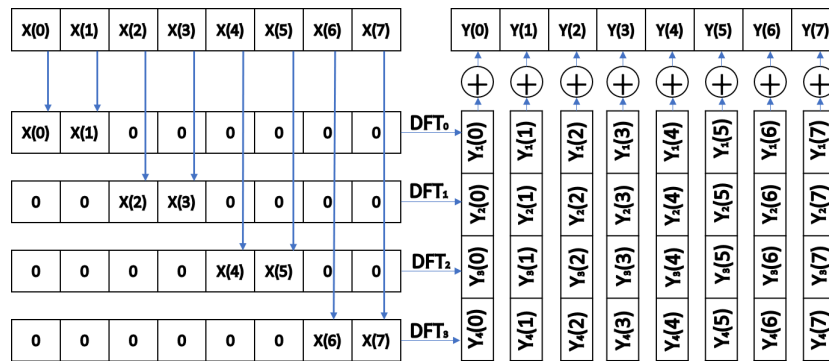 X(0) X(1) X(2) X(3) X(4) X(5) X(6) X(7) Y(0) Y(1) Y(2) Y(3) Y(4) Y(5) Y(6) Y(7)
X(0) X(1) 0 0 0 0 0 0 DFT₀ Y₁(0) Y₁(1) Y₁(2) Y₁(3) Y₁(4) Y₁(5) Y₁(6) Y₁(7)
0 0 X(2) X(3) 0 0 0 0 DFT₁ Y₂(0) Y₂(1) Y₂(2) Y₂(3) Y₂(4) Y₂(5) Y₂(6) Y₂(7)
0 0 0 0 X(4) X(5) 0 0 DFT₂ Y₃(0) Y₃(1) Y₃(2) Y₃(3) Y₃(4) Y₃(5) Y₃(6) Y₃(7)
0 0 0 0 0 0 X(6) X(7) DFT₃ Y₄(0) Y₄(1) Y₄(2) Y₄(3) Y₄(4) Y₄(5) Y₄(6) Y₄(7)